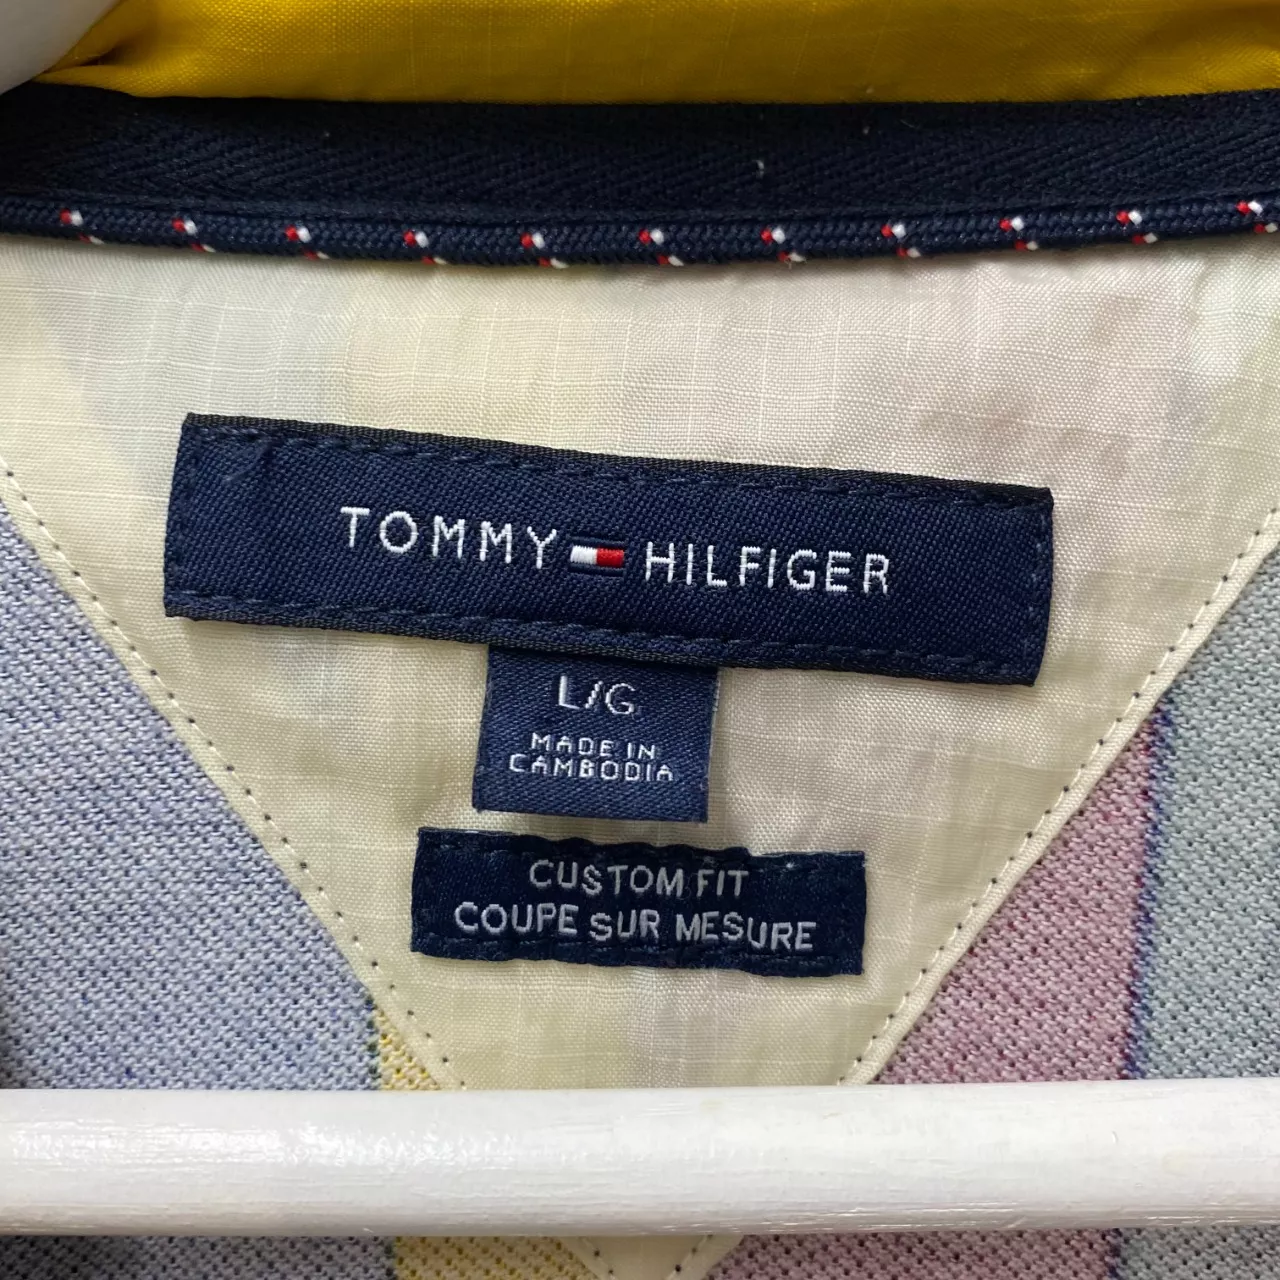 TOMMY HILFIGER
L/G
MADE IN
CAMBODIA
CUSTOM FIT
COUPE SUR MESURE